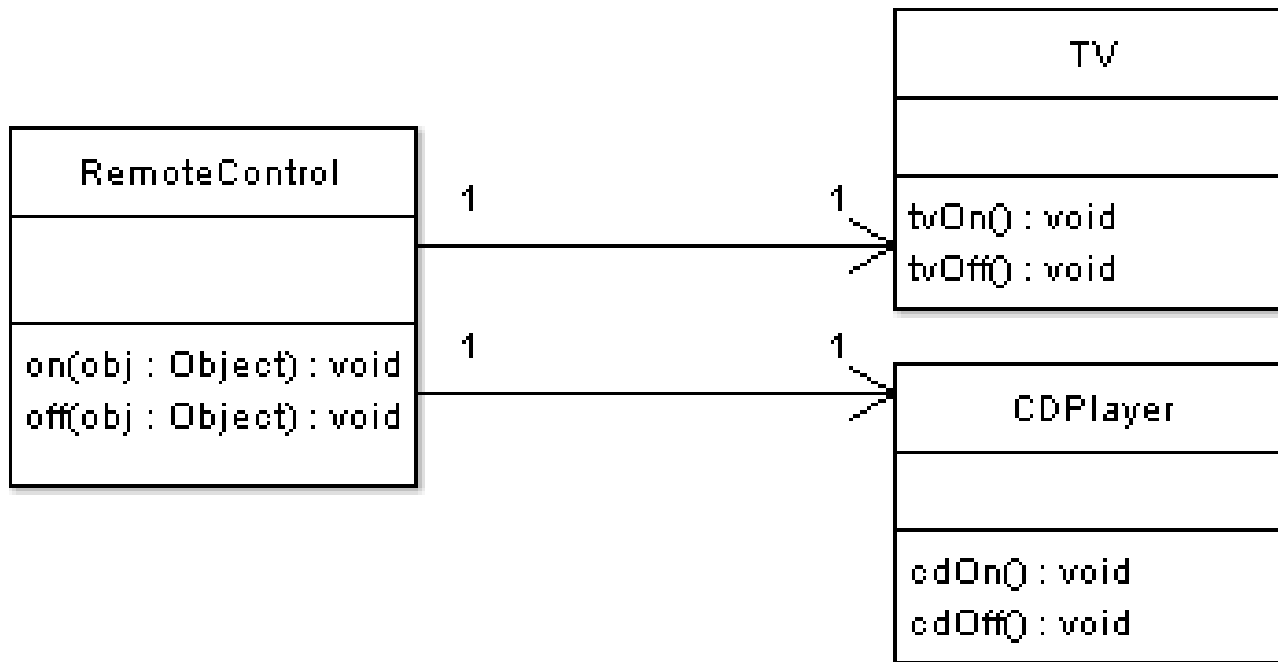 RemoteControl
on(obj : Object) : void
off(obj : Object) : void
1
1
1
1
TV
tvOn() : void
tvOff() : void
CDPlayer
cdOn() : void
cdOff() : void